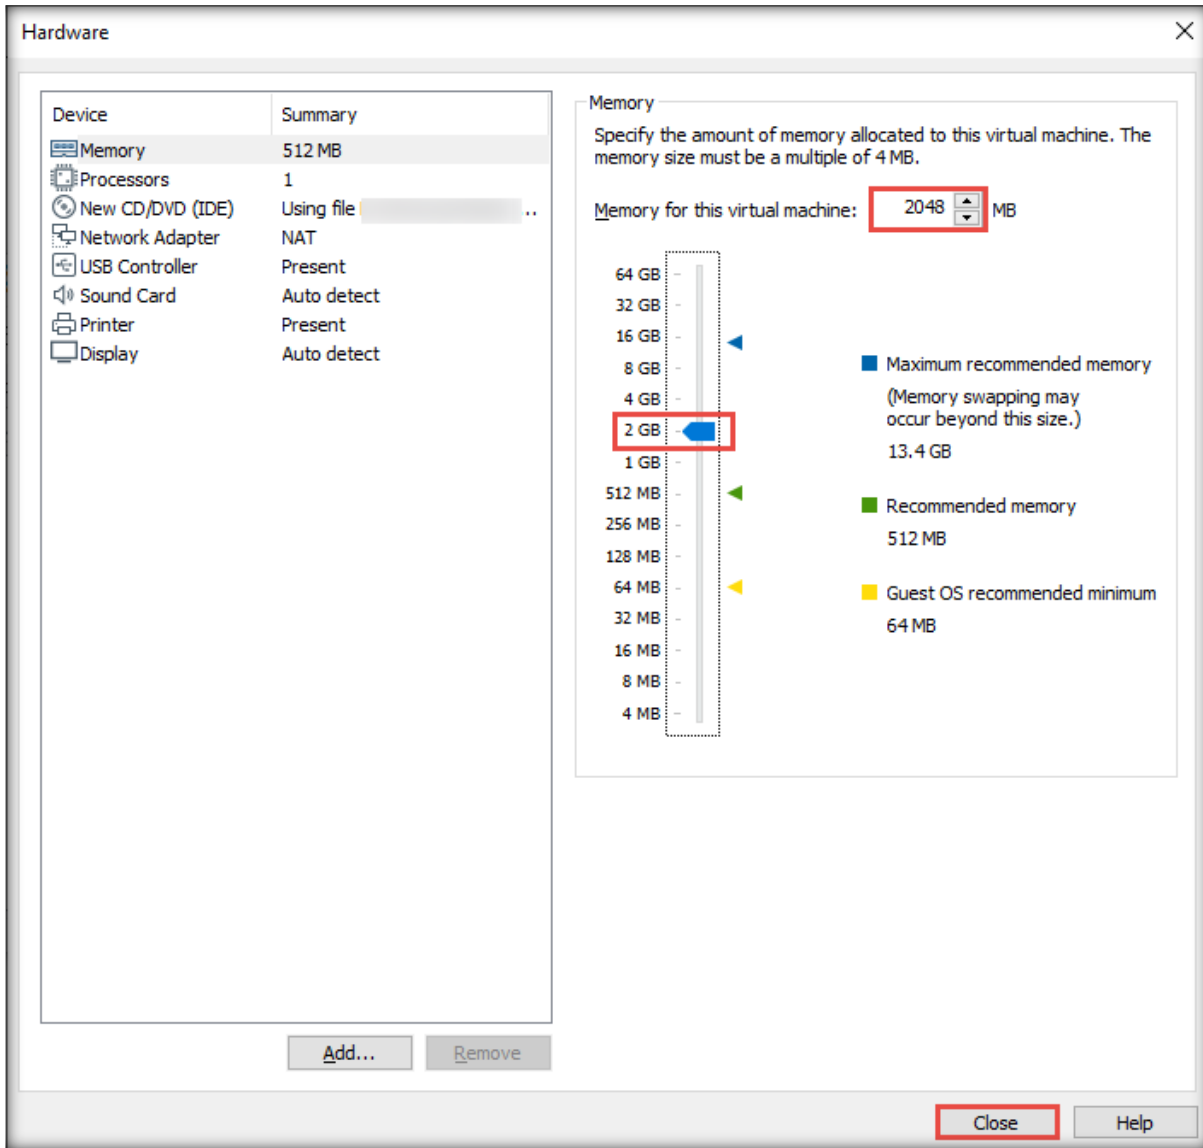 Hardware
Device Summary
Memory 512 MB
Processors 1
New CD/DVD (IDE) Using file ..
Network Adapter NAT
USB Controller Present
Sound Card Auto detect
Printer Present
Display Auto detect
Add... Remove
Memory
Specify the amount of memory allocated to this virtual machine. The
memory size must be a multiple of 4 MB.
Memory for this virtual machine: 2048 MB
64 GB
32 GB
16 GB
8 GB
4 GB
2 GB
1 GB
512 MB
256 MB
128 MB
64 MB
32 MB
16 MB
8 MB
4 MB
Maximum recommended memory
(Memory swapping may
occur beyond this size.)
13.4 GB
Recommended memory
512 MB
Guest OS recommended minimum
64 MB
Close Help